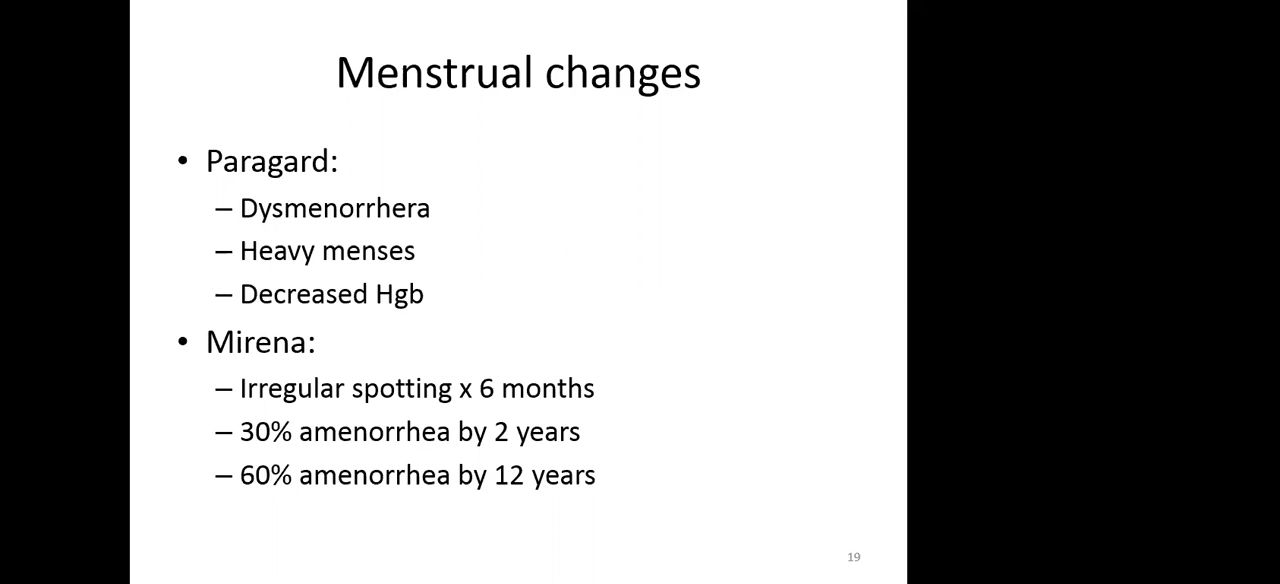 Menstrual changes
• Paragard:
– Dysmenorrhera
– Heavy menses
– Decreased Hgb
• Mirena:
– Irregular spotting x 6 months
– 30% amenorrhea by 2 years
– 60% amenorrhea by 12 years
19